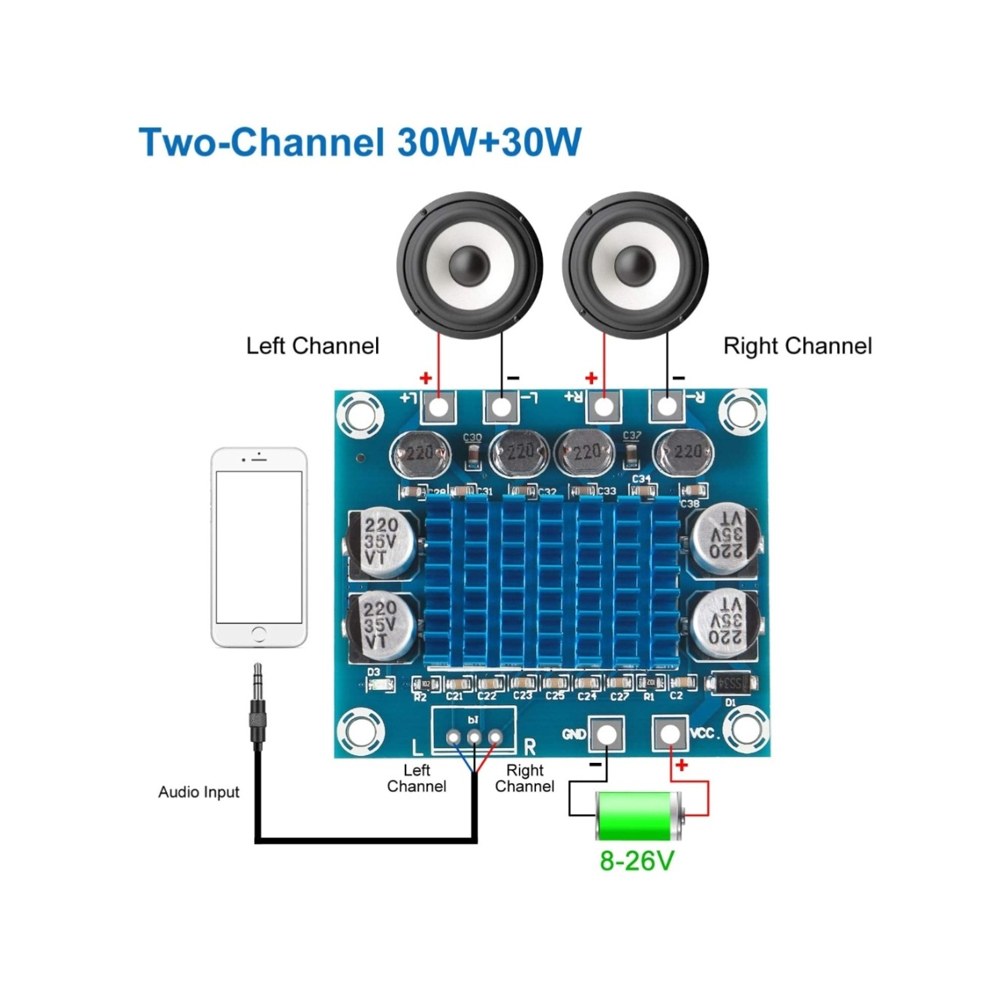 Two-Channel 30W+30W
Left Channel
Right Channel
+
−
+
−
L+
L−
R+
R−
220
C30
220
220
C37
220
C28
C31
C32
C33
C34
C38
220
35V
VT
220
35V
VT
220
35V
VT
220
35V
VT
D3
R2
C21
C22
C23
C25
C24
C27
R1
C2
SS34
D1
L
R
GND
VCC
Left
Channel
Right
Channel
−
+
Audio Input
8-26V